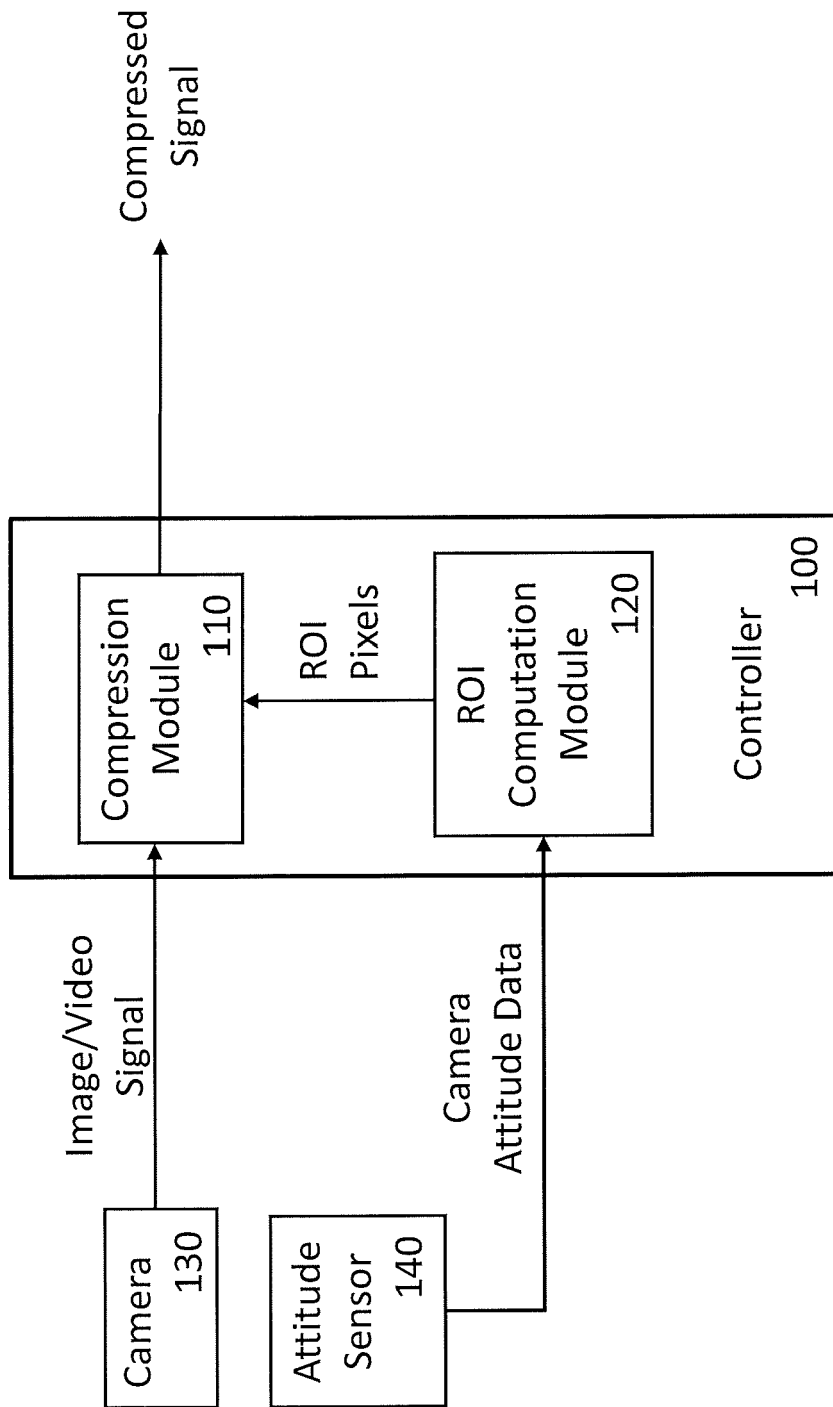 Camera
130
Image/Video
Signal
Compression
Module
110
Compressed
Signal
Attitude
Sensor
140
Camera
Attitude Data
ROI
Pixels
ROI
Computation
Module
120
Controller
100